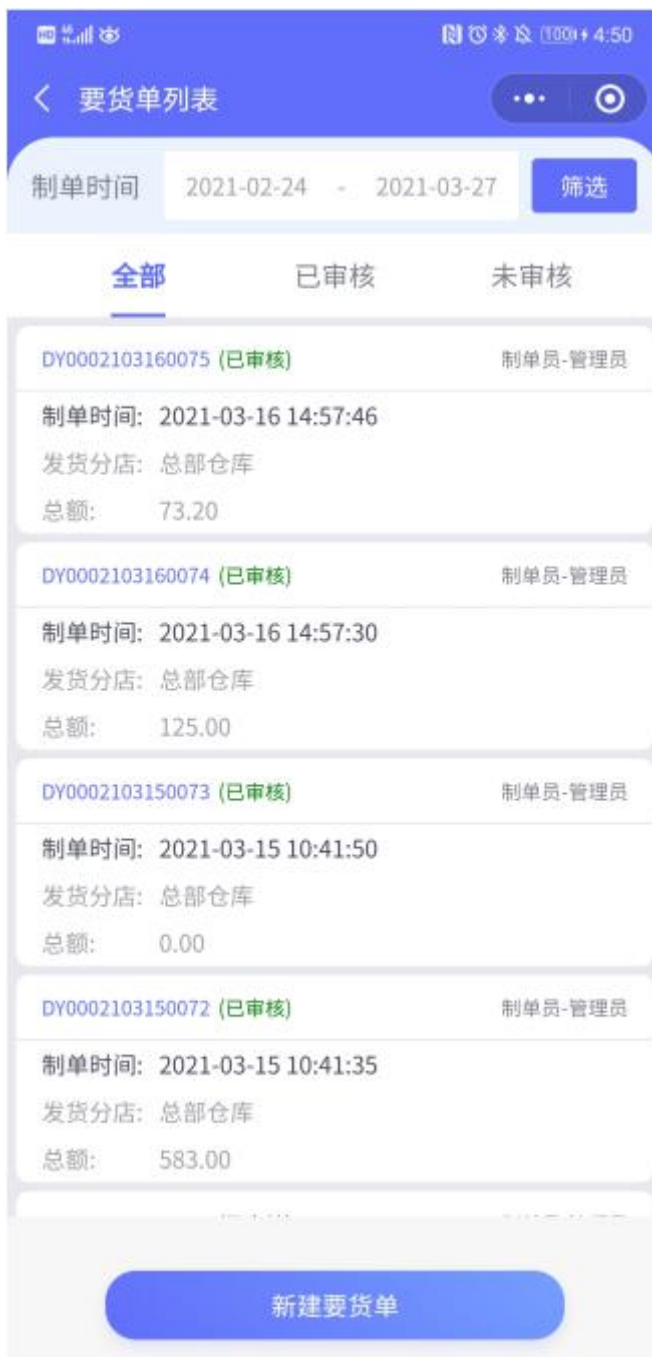 HD 4G 4:50
100
要货单列表
制单时间 2021-02-24 - 2021-03-27 筛选
全部 已审核 未审核
DY0002103160075 (已审核) 制单员-管理员
制单时间: 2021-03-16 14:57:46
发货分店: 总部仓库
总额: 73.20
DY0002103160074 (已审核) 制单员-管理员
制单时间: 2021-03-16 14:57:30
发货分店: 总部仓库
总额: 125.00
DY0002103150073 (已审核) 制单员-管理员
制单时间: 2021-03-15 10:41:50
发货分店: 总部仓库
总额: 0.00
DY0002103150072 (已审核) 制单员-管理员
制单时间: 2021-03-15 10:41:35
发货分店: 总部仓库
总额: 583.00
新建要货单